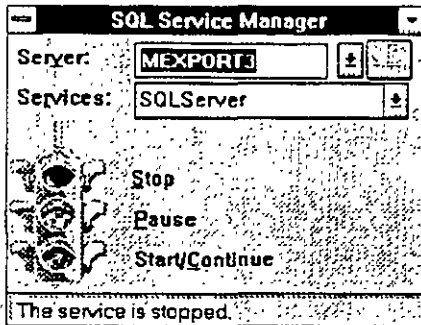 SQL Service Manager
Server: MEXPORT3
Services: SQLServer
Stop
Pause
Start/Continue
The service is stopped.